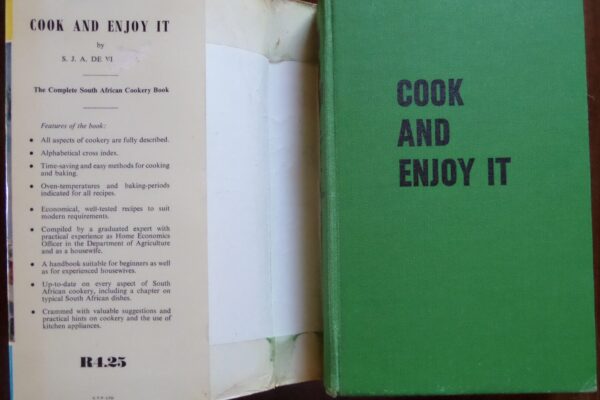 COOK AND ENJOY IT
by
S. J. A. DE
The Complete South African Cookery Book
Features of the book:
• All aspects of cookery are fully described.
• Alphabetical cross index.
• Time-saving and easy methods for cooking
and baking.
• Oven-temperatures and baking-periods
indicated for all recipes.
• Economical, well-tested recipes to suit
modern requirements.
• Compiled by a graduated expert with
practical experience as Home Economics
Officer in the Department of Agriculture
and as a housewife.
• A handbook suitable for beginners as well
as for experienced housewives.
• Up-to-date on every aspect of South
African cookery, including a chapter on
typical South African dishes.
• Crammed with valuable suggestions and
practical hints on cookery and the use of
kitchen appliances.
R4.25
COOK
AND
ENJOY IT